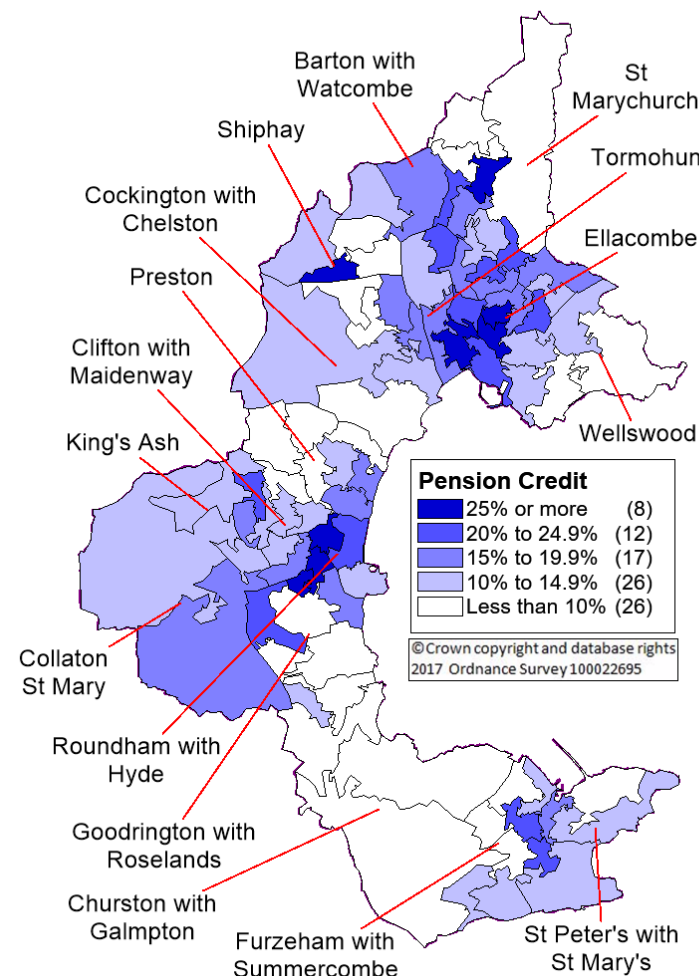 Barton with
Watcombe
St
Marychurch
Shiphay
Tormohun
Cockington with
Chelston
Ellacombe
Preston
Clifton with
Maidenway
King's Ash
Wellswood
Pension Credit
25% or more (8)
20% to 24.9% (12)
15% to 19.9% (17)
10% to 14.9% (26)
Less than 10% (26)
©Crown copyright and database rights
2017 Ordnance Survey 100022695
Collaton
St Mary
Roundham with
Hyde
Goodrington with
Roselands
Churston with
Galmpton
Furzeham with
Summercombe
St Peter's with
St Mary's